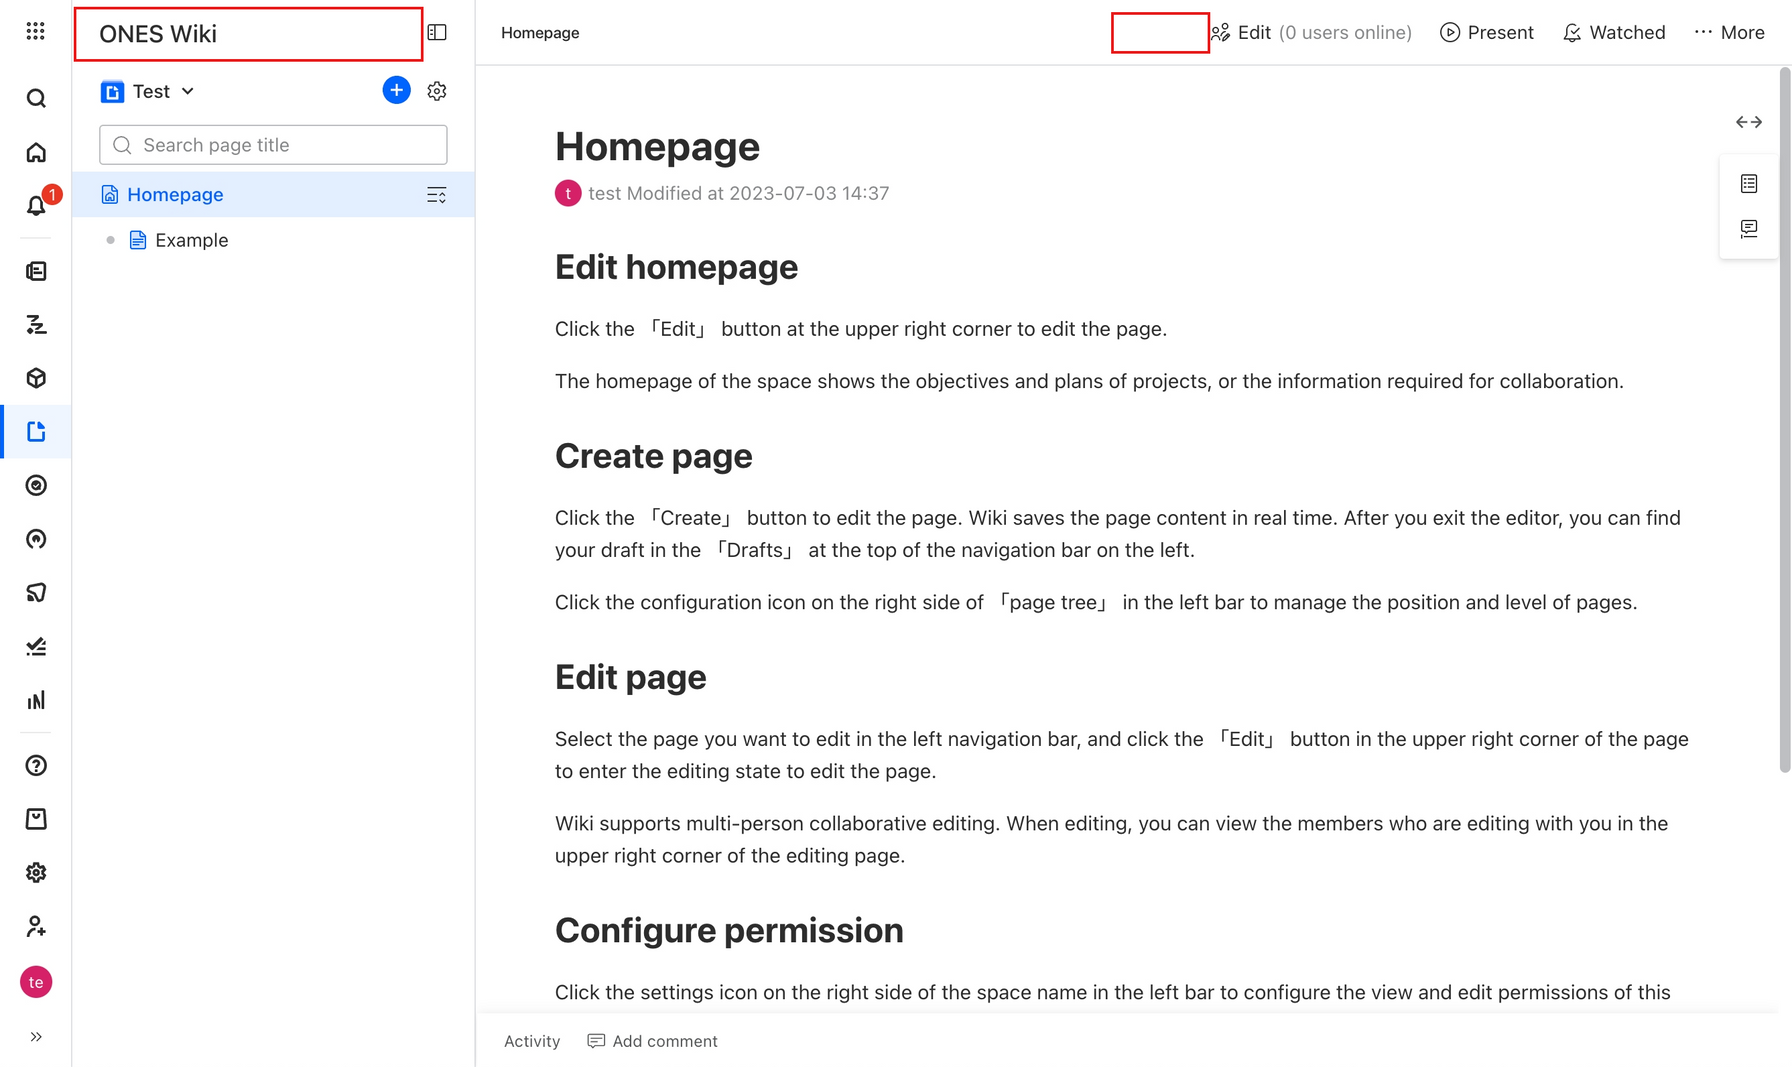 ONES Wiki
Homepage
Edit (0 users online)
Present
Watched
More
Test
Search page title
1
Homepage
Example
Homepage
t
test Modified at 2023-07-03 14:37
Edit homepage
Click the 「Edit」 button at the upper right corner to edit the page.
The homepage of the space shows the objectives and plans of projects, or the information required for collaboration.
Create page
Click the 「Create」 button to edit the page. Wiki saves the page content in real time. After you exit the editor, you can find
your draft in the 「Drafts」 at the top of the navigation bar on the left.
Click the configuration icon on the right side of 「page tree」 in the left bar to manage the position and level of pages.
Edit page
Select the page you want to edit in the left navigation bar, and click the 「Edit」 button in the upper right corner of the page
to enter the editing state to edit the page.
Wiki supports multi-person collaborative editing. When editing, you can view the members who are editing with you in the
upper right corner of the editing page.
Configure permission
Click the settings icon on the right side of the space name in the left bar to configure the view and edit permissions of this
te
Activity
Add comment